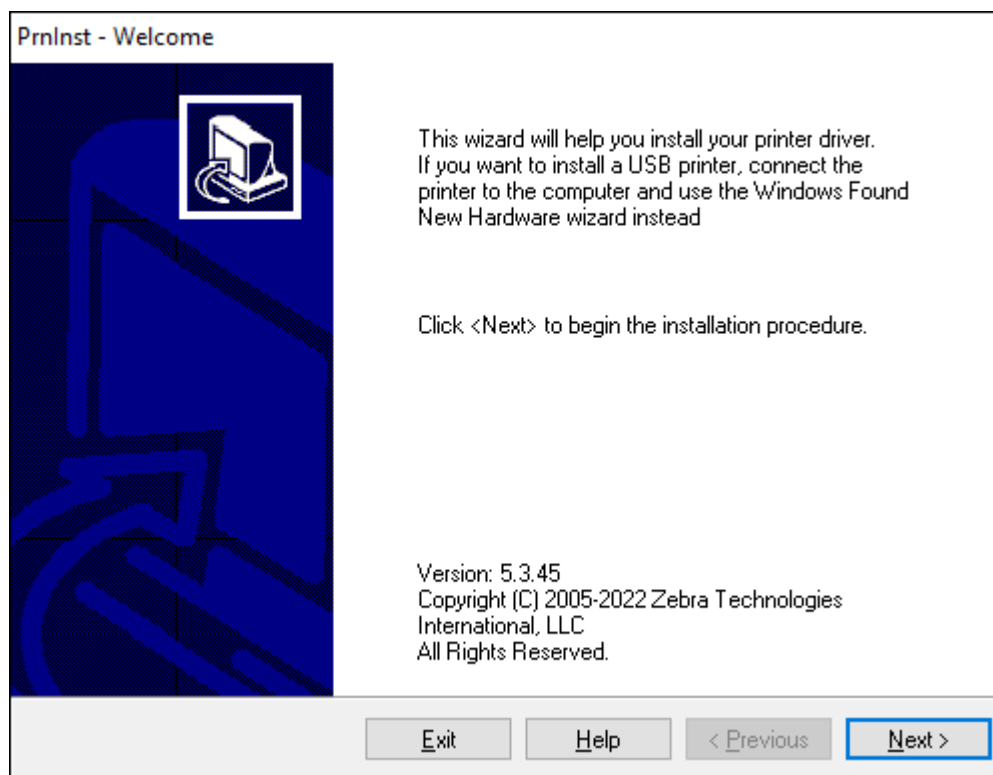 PrnInst - Welcome
This wizard will help you install your printer driver.
If you want to install a USB printer, connect the
printer to the computer and use the Windows Found
New Hardware wizard instead
Click <Next> to begin the installation procedure.
Version: 5.3.45
Copyright (C) 2005-2022 Zebra Technologies
International, LLC
All Rights Reserved.
Exit
Help
< Previous
Next >